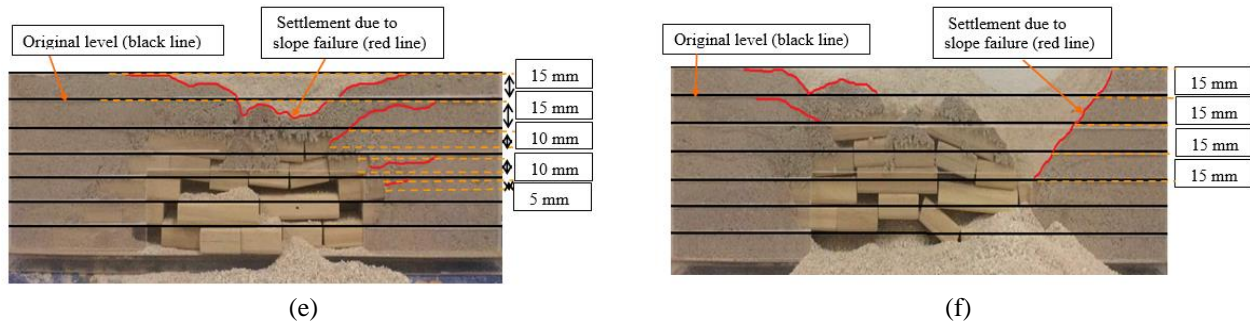 Original level (black line)
Settlement due to
slope failure (red line)
15 mm
15 mm
10 mm
10 mm
5 mm
(e)
Original level (black line)
Settlement due to
slope failure (red line)
15 mm
15 mm
15 mm
15 mm
(f)